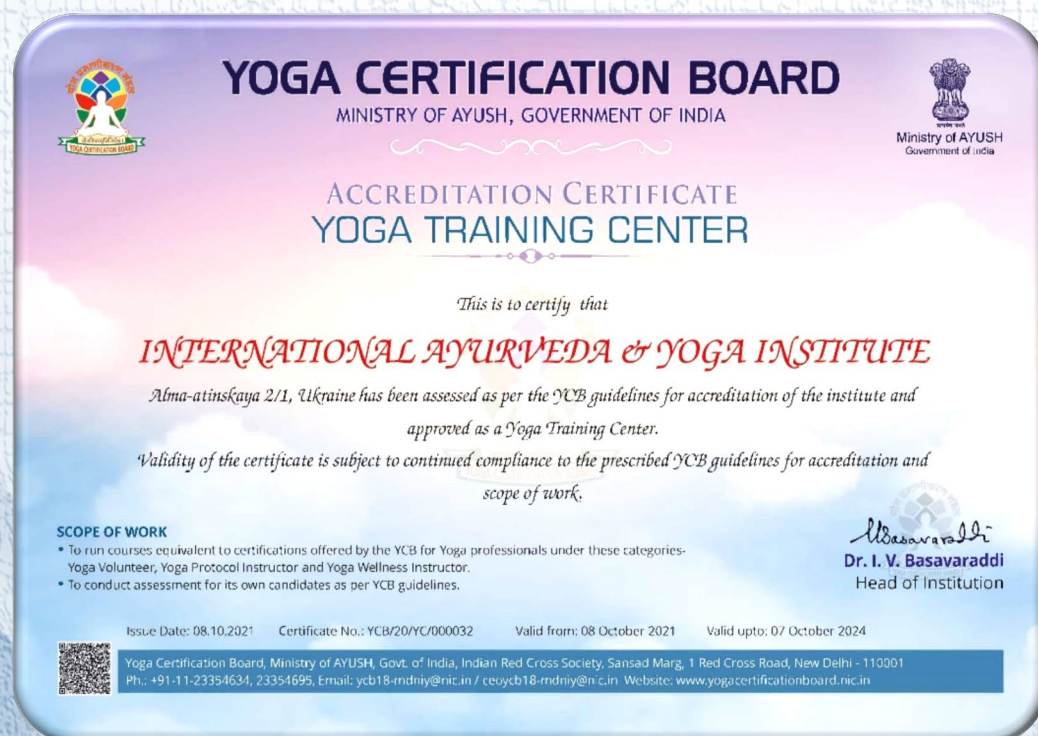 YOGA CERTIFICATION BOARD
MINISTRY OF AYUSH, GOVERNMENT OF INDIA
YOGA CERTIFICATION BOARD
Ministry of AYUSH
Government of India
ACCREDITATION CERTIFICATE
YOGA TRAINING CENTER
This is to certify that
INTERNATIONAL AYURVEDA & YOGA INSTITUTE
Alma-atinskaya 2/1, Ukraine has been assessed as per the YCB guidelines for accreditation of the institute and
approved as a Yoga Training Center.
Validity of the certificate is subject to continued compliance to the prescribed YCB guidelines for accreditation and
scope of work.
SCOPE OF WORK
• To run courses equivalent to certifications offered by the YCB for Yoga professionals under these categories-
Yoga Volunteer, Yoga Protocol Instructor and Yoga Wellness Instructor.
• To conduct assessment for its own candidates as per YCB guidelines.
Dr. I. V. Basavaraddi
Head of Institution
Issue Date: 08.10.2021 Certificate No.: YCB/20/YC/000032 Valid from: 08 October 2021 Valid upto: 07 October 2024
Yoga Certification Board, Ministry of AYUSH, Govt. of India, Indian Red Cross Society, Sansad Marg, 1 Red Cross Road, New Delhi - 110001
Ph.: +91-11-23354634, 23354695, Email: ycb18-mdniy@nic.in / ceoycb18-mdniy@nic.in Website: www.yogacertificationboard.nic.in